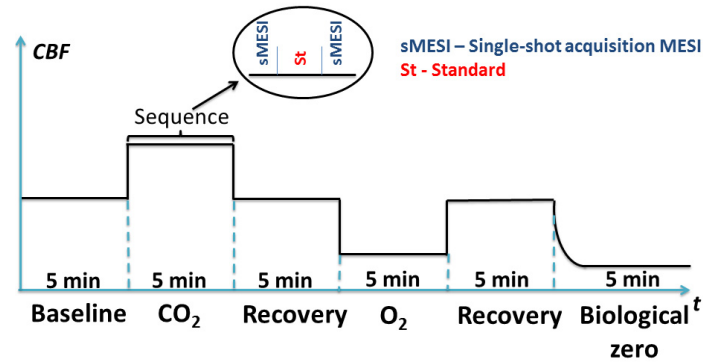 CBF
sMESI St sMESI
sMESI – Single-shot acquisition MESI
St - Standard
Sequence
5 min 5 min 5 min 5 min 5 min 5 min
t
Baseline CO₂ Recovery O₂ Recovery Biological
zero